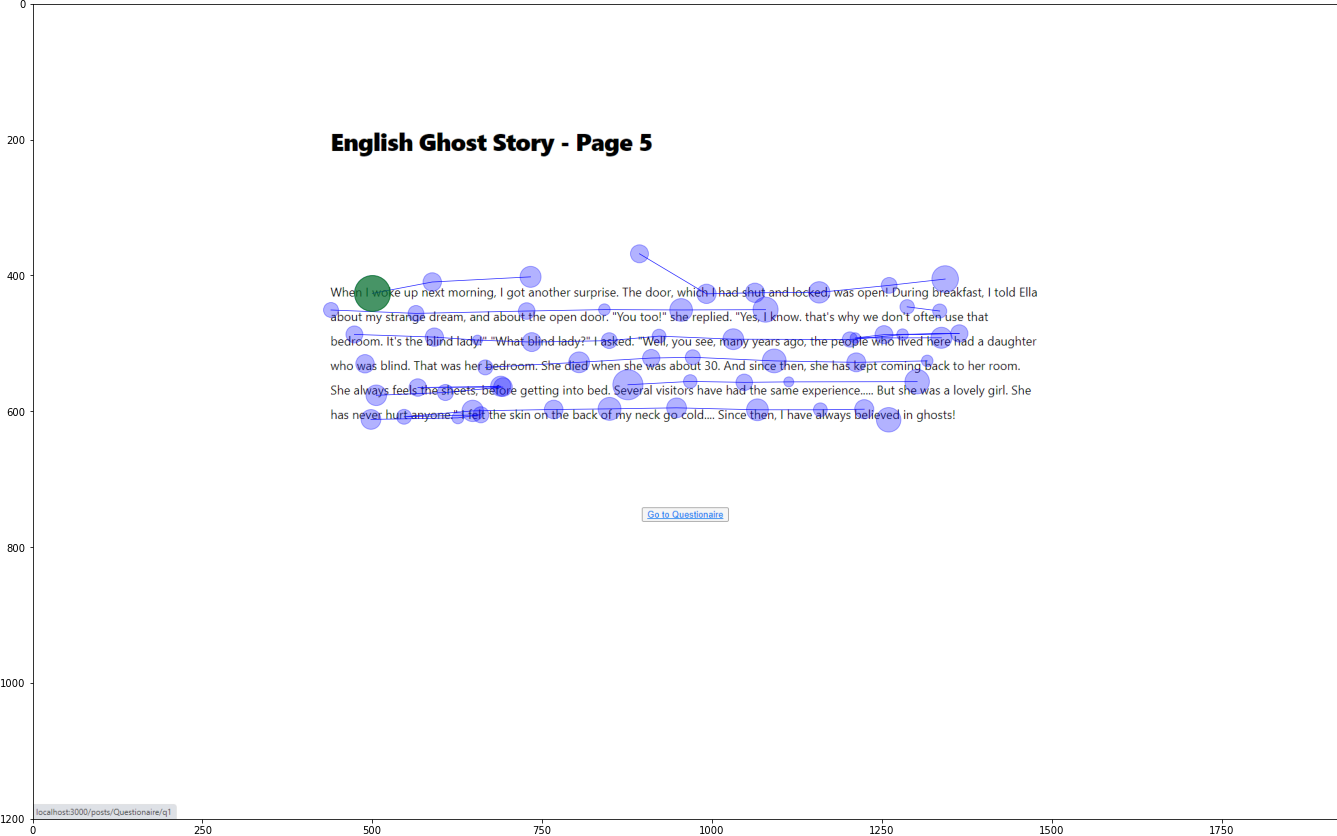 0
200
English Ghost Story - Page 5
400
When I woke up next morning, I got another surprise. The door, which I had shut and locked, was open! During breakfast, I told Ella
about my strange dream, and about the open door. "You too!" she replied. "Yes, I know. that's why we don't often use that
bedroom. It's the blind lady!" "What blind lady?" I asked. "Well, you see, many years ago, the people who lived here had a daughter
who was blind. That was her bedroom. She died when she was about 30. And since then, she has kept coming back to her room.
She always feels the sheets, before getting into bed. Several visitors have had the same experience..... But she was a lovely girl. She
600
has never hurt anyone." I felt the skin on the back of my neck go cold.... Since then, I have always believed in ghosts!
Go to Questionaire
800
1000
localhost:3000/posts/Questionaire/q1
1200
0 250 500 750 1000 1250 1500 1750